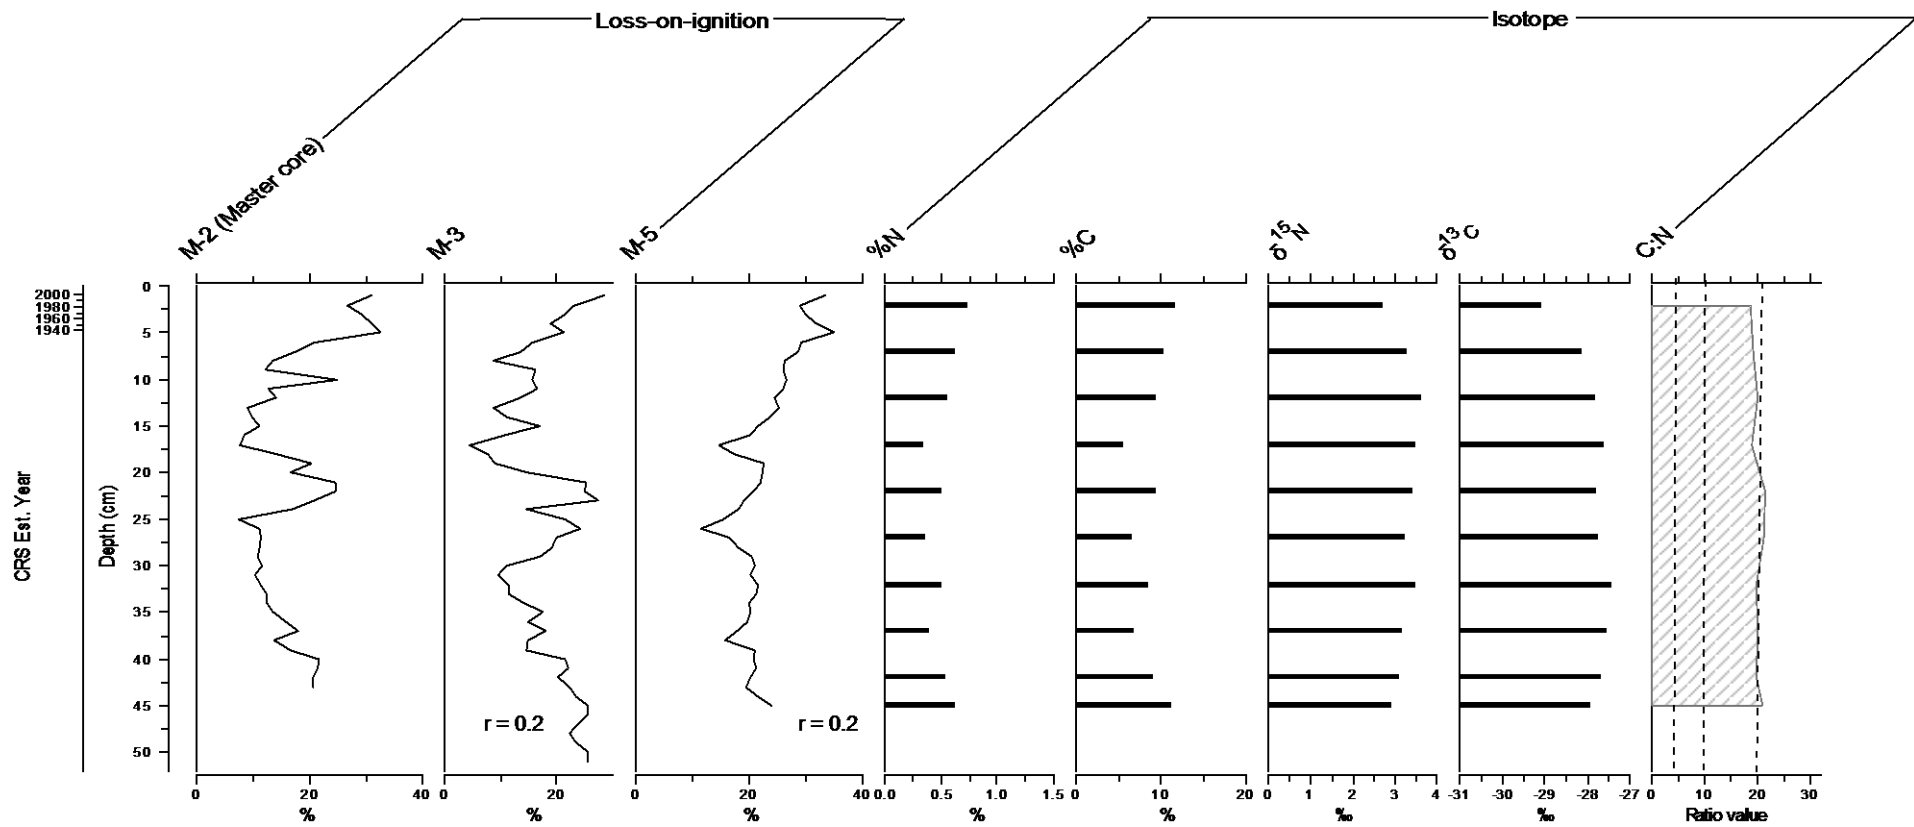 Loss-on-ignition
Isotope
M-2 (Master core)
M-3
M-5
%N
%C
δ15N
δ13C
C:N
CRS Est. Year
2000
1980
1960
1940
Depth (cm)
0
5
10
15
20
25
30
35
40
45
50
r = 0.2
r = 0.2
0 20 40
%
0 20
%
0 20 40
%
0.0 0.5 1.0 1.5
%
0 10 20
%
0 1 2 3 4
‰
-31 -30 -29 -28 -27
‰
0 10 20 30
Ratio value